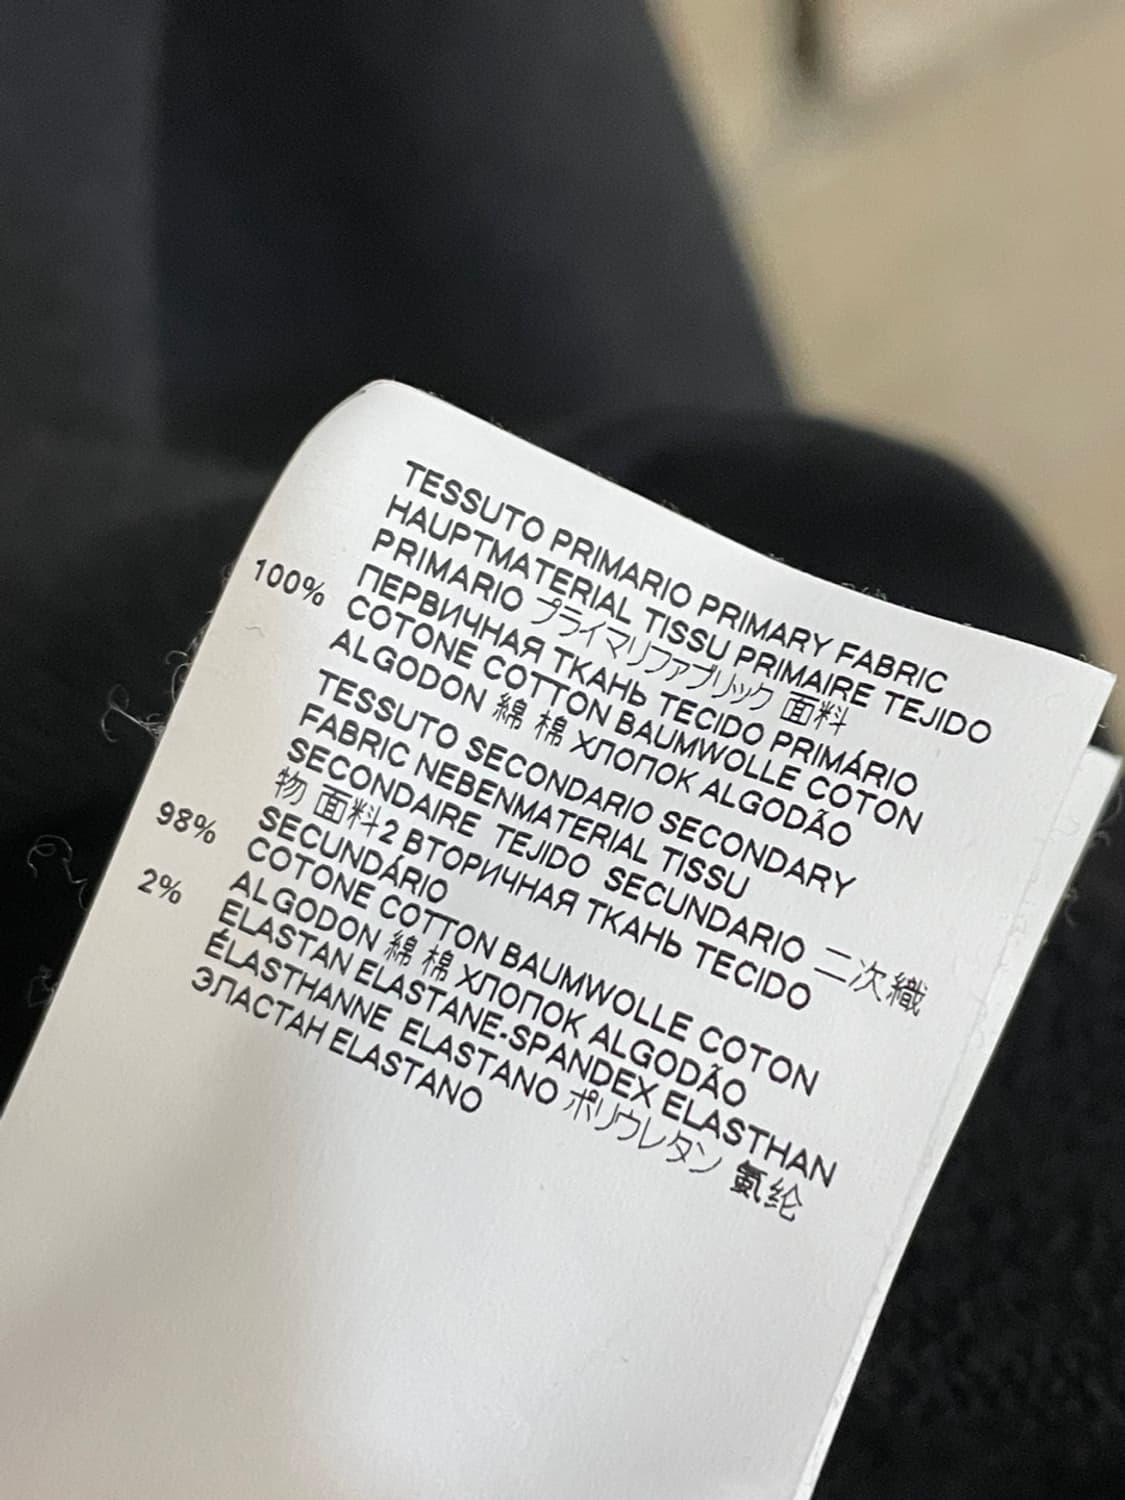 TESSUTO PRIMARIO PRIMARY FABRIC
HAUPTMATERIAL TISSU PRIMAIRE TEJIDO
PRIMARIO プライマリファブリック 面料
ПЕРВИЧНАЯ ТКАНЬ TECIDO PRIMÁRIO
100% COTONE COTTON BAUMWOLLE COTON
ALGODON 綿 棉 ХЛОПОК ALGODÃO
TESSUTO SECONDARIO SECONDARY
FABRIC NEBENMATERIAL TISSU
SECONDAIRE TEJIDO SECUNDARIO 二次織
物 面料2 ВТОРИЧНАЯ ТКАНЬ TECIDO
SECUNDÁRIO
98% COTONE COTTON BAUMWOLLE COTON
ALGODON 綿 棉 ХЛОПОК ALGODÃO
2% ELASTAN ELASTANE-SPANDEX ELASTHAN
ÉLASTHANNE ELASTANO ポリウレタン 氨纶
ЭЛАСТАН ELASTANO